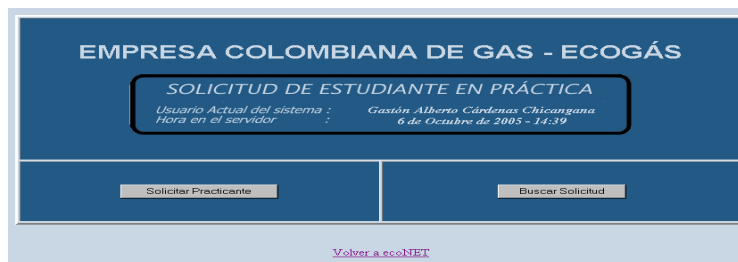 EMPRESA COLOMBIANA DE GAS - ECOGÁS
SOLICITUD DE ESTUDIANTE EN PRÁCTICA
Usuario Actual del sistema : Gastón Alberto Cárdenas Chicangana
Hora en el servidor : 6 de Octubre de 2005 - 14:39
Solicitar Practicante Buscar Solicitud
Volver a ecoNET